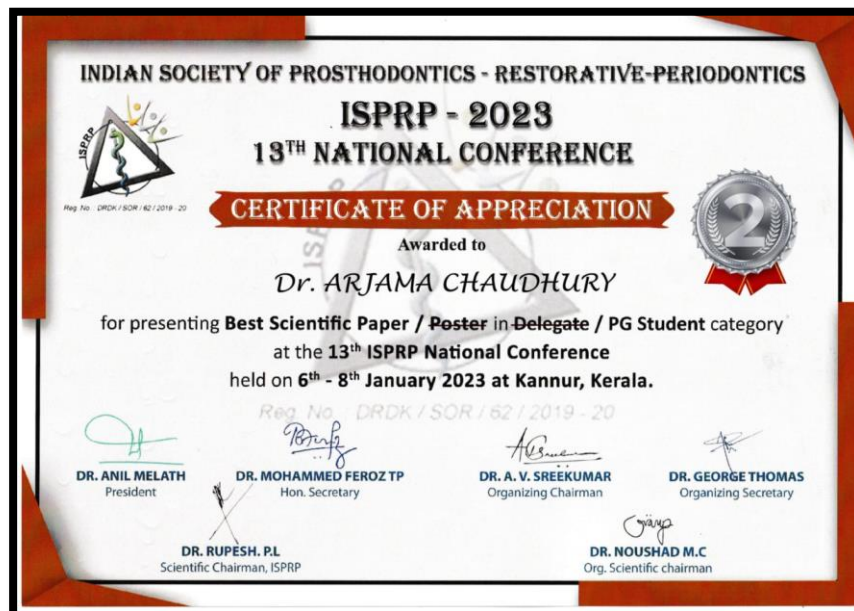 INDIAN SOCIETY OF PROSTHODONTICS - RESTORATIVE-PERIODONTICS
ISPRP - 2023
13TH NATIONAL CONFERENCE
ISPRP
Reg. No. : DRDK / SOR / 62 / 2019 - 20
CERTIFICATE OF APPRECIATION
2
Awarded to
Dr. ARJAMA CHAUDHURY
for presenting Best Scientific Paper / Poster in Delegate / PG Student category
at the 13th ISPRP National Conference
held on 6th - 8th January 2023 at Kannur, Kerala.
ISPRP
Reg. No. : DRDK / SOR / 62 / 2019 - 20
DR. ANIL MELATH
President
DR. MOHAMMED FEROZ TP
Hon. Secretary
DR. A. V. SREEKUMAR
Organizing Chairman
DR. GEORGE THOMAS
Organizing Secretary
DR. RUPESH. P.L
Scientific Chairman, ISPRP
DR. NOUSHAD M.C
Org. Scientific chairman